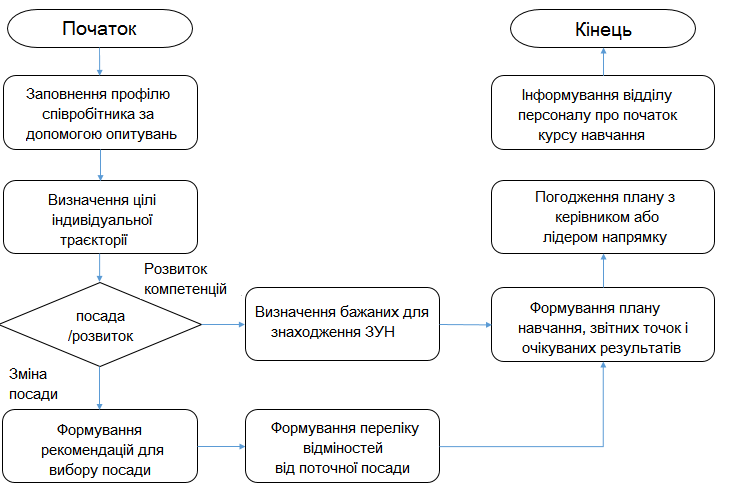 Початок
Заповнення профілю
співробітника за
допомогою опитувань
Визначення цілі
індивідуальної
траєкторії
посада
/розвиток
Розвиток
компетенцій
Зміна
посади
Формування
рекомендацій для
вибору посади
Визначення бажаних для
знаходження ЗУН
Формування переліку
відміностей
від поточної посади
Формування плану
навчання, звітних точок і
очікуваних результатів
Погодження плану з
керівником або
лідером напрямку
Інформування відділу
персоналу про початок
курсу навчання
Кінець